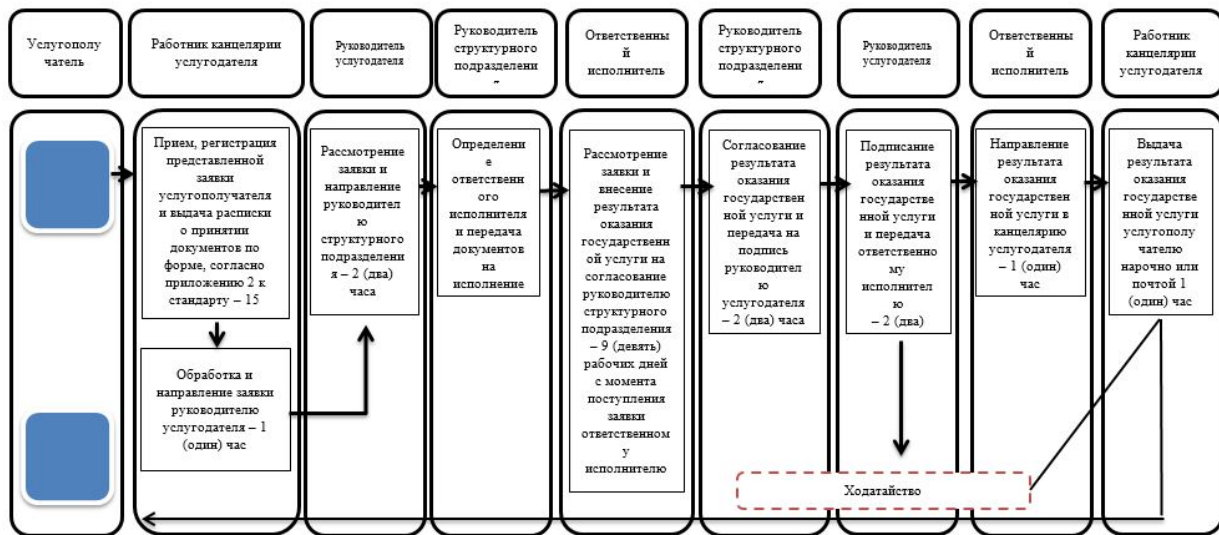 Услугополу
чатель
Работник канцелярии
услугодателя
Руководитель
услугодателя
Руководитель
структурного
подразделени
Ответственны
й исполнитель
Руководитель
структурного
подразделени
Руководитель
услугодателя
Ответственны
й исполнитель
Работник
канцелярии
услугодателя
Прием, регистрация
представленной
заявки
услугополучателя
и выдача расписки
о принятии
документов по
форме, согласно
приложению 2 к
стандарту – 15
Обработка и
направление заявки
руководителю
услугодателя – 1
(один) час
Рассмотрение
заявки и
направление
руководител
ю
структурного
подразделени
я – 2 (два)
часа
Определени
е
ответственн
ого
исполнителя
и передача
документов
на
исполнение
Рассмотрение
заявки и
внесение
результата
оказания
государственн
ой услуги на
согласование
руководителю
структурного
подразделения
– 9 (девять)
рабочих дней
с момента
поступления
заявки
ответственном
у
исполнителю
Согласование
результата
оказания
государстве
нной услуги и
передача на
подпись
руководител
ю
услугодателя
– 2 (два) часа
Подписание
результата
оказания
государстве
нной услуги
и передача
ответственно
му
исполнител
ю
– 2 (два)
Направление
результата
оказания
государстве
нной услуги в
канцелярию
услугодателя
– 1 (один)
час
Выдача
результата
оказания
государстве
нной услуги
услугополу
чателю
нарочно или
почтой 1
(один) час
Ходатайство